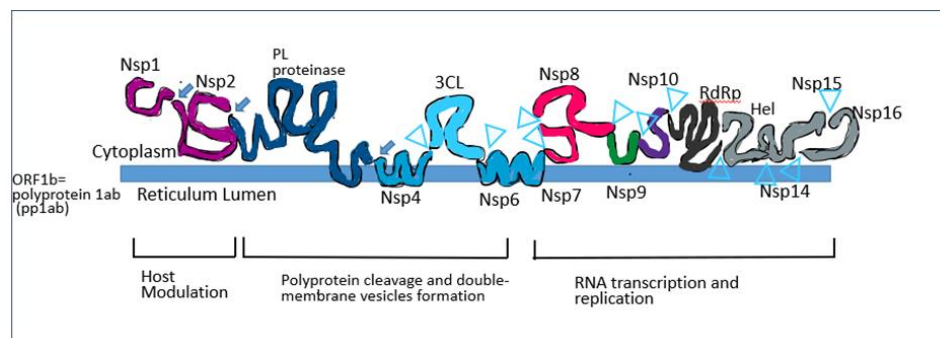 Nsp1
Nsp2
PL
proteinase
3CL
Nsp8
Nsp10
RdRp
Hel
Nsp15
Nsp16
Cytoplasm
ORF1b=
polyprotein 1ab
(pp1ab)
Reticulum Lumen
Nsp4
Nsp6
Nsp7
Nsp9
Nsp14
Host
Modulation
Polyprotein cleavage and double-
membrane vesicles formation
RNA transcription and
replication